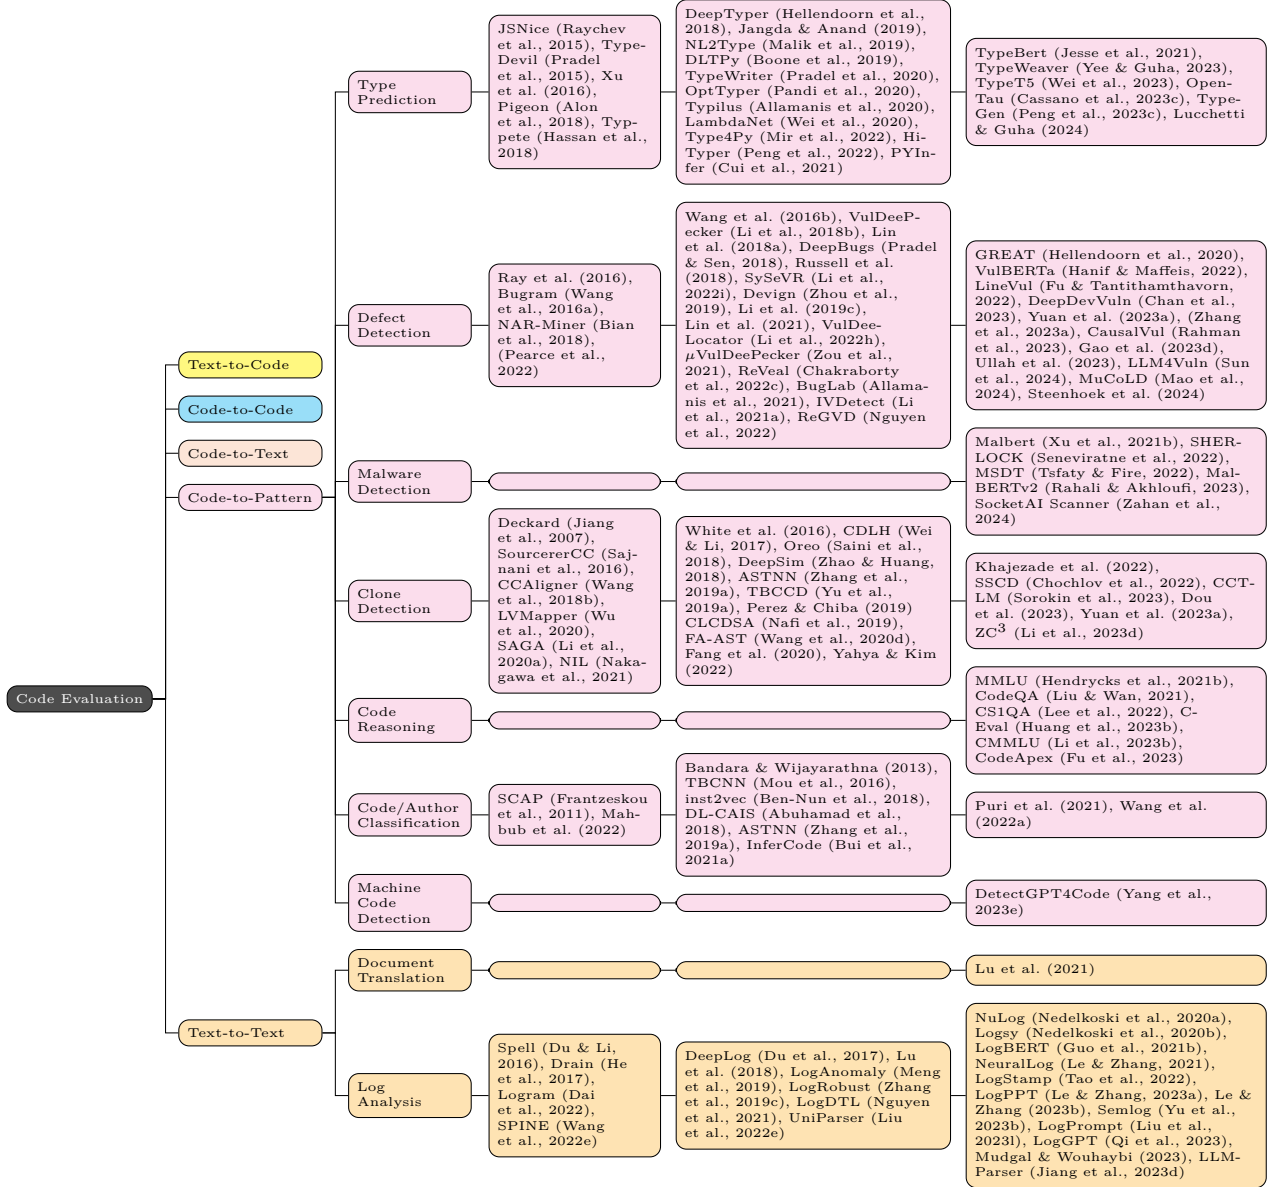 Code Evaluation
Text-to-Code
Code-to-Code
Code-to-Text
Code-to-Pattern
Type
Prediction
JSNice (Raychev
et al., 2015), Type-
Devil (Pradel
et al., 2015), Xu
et al. (2016),
Pigeon (Alon
et al., 2018), Typ-
pete (Hassan et al.,
2018)
DeepTyper (Hellendoorn et al.,
2018), Jangda & Anand (2019),
NL2Type (Malik et al., 2019),
DLTPy (Boone et al., 2019),
TypeWriter (Pradel et al., 2020),
OptTyper (Pandi et al., 2020),
Typilus (Allamanis et al., 2020),
LambdaNet (Wei et al., 2020),
Type4Py (Mir et al., 2022), Hi-
Typer (Peng et al., 2022), PYIn-
fer (Cui et al., 2021)
TypeBert (Jesse et al., 2021),
TypeWeaver (Yee & Guha, 2023),
TypeT5 (Wei et al., 2023), Open-
Tau (Cassano et al., 2023c), Type-
Gen (Peng et al., 2023c), Lucchetti
& Guha (2024)
Defect
Detection
Ray et al. (2016),
Bugram (Wang
et al., 2016a),
NAR-Miner (Bian
et al., 2018),
(Pearce et al.,
2022)
Wang et al. (2016b), VulDeeP-
ecker (Li et al., 2018b), Lin
et al. (2018a), DeepBugs (Pradel
& Sen, 2018), Russell et al.
(2018), SySeVR (Li et al.,
2022i), Devign (Zhou et al.,
2019), Li et al. (2019c),
Lin et al. (2021), VulDee-
Locator (Li et al., 2022h),
μVulDeePecker (Zou et al.,
2021), ReVeal (Chakraborty
et al., 2022c), BugLab (Allama-
nis et al., 2021), IVDetect (Li
et al., 2021a), ReGVD (Nguyen
et al., 2022)
GREAT (Hellendoorn et al., 2020),
VulBERTa (Hanif & Maffeis, 2022),
LineVul (Fu & Tantithamthavorn,
2022), DeepDevVuln (Chan et al.,
2023), Yuan et al. (2023a), (Zhang
et al., 2023a), CausalVul (Rahman
et al., 2023), Gao et al. (2023d),
Ullah et al. (2023), LLM4Vuln (Sun
et al., 2024), MuCoLD (Mao et al.,
2024), Steenhoek et al. (2024)
Malware
Detection
Malbert (Xu et al., 2021b), SHER-
LOCK (Seneviratne et al., 2022),
MSDT (Tsfaty & Fire, 2022), Mal-
BERTv2 (Rahali & Akhloufi, 2023),
SocketAI Scanner (Zahan et al.,
2024)
Clone
Detection
Deckard (Jiang
et al., 2007),
SourcererCC (Saj-
nani et al., 2016),
CCAligner (Wang
et al., 2018b),
LVMapper (Wu
et al., 2020),
SAGA (Li et al.,
2020a), NIL (Naka-
gawa et al., 2021)
White et al. (2016), CDLH (Wei
& Li, 2017), Oreo (Saini et al.,
2018), DeepSim (Zhao & Huang,
2018), ASTNN (Zhang et al.,
2019a), TBCCD (Yu et al.,
2019a), Perez & Chiba (2019)
CLCDSA (Nafi et al., 2019),
FA-AST (Wang et al., 2020d),
Fang et al. (2020), Yahya & Kim
(2022)
Khajezade et al. (2022),
SSCD (Chochlov et al., 2022), CCT-
LM (Sorokin et al., 2023), Dou
et al. (2023), Yuan et al. (2023a),
ZC³ (Li et al., 2023d)
Code
Reasoning
MMLU (Hendrycks et al., 2021b),
CodeQA (Liu & Wan, 2021),
CS1QA (Lee et al., 2022), C-
Eval (Huang et al., 2023b),
CMMLU (Li et al., 2023b),
CodeApex (Fu et al., 2023)
Code/Author
Classification
SCAP (Frantzeskou
et al., 2011), Mah-
bub et al. (2022)
Bandara & Wijayarathna (2013),
TBCNN (Mou et al., 2016),
inst2vec (Ben-Nun et al., 2018),
DL-CAIS (Abuhamad et al.,
2018), ASTNN (Zhang et al.,
2019a), InferCode (Bui et al.,
2021a)
Puri et al. (2021), Wang et al.
(2022a)
Machine
Code
Detection
DetectGPT4Code (Yang et al.,
2023e)
Text-to-Text
Document
Translation
Lu et al. (2021)
Log
Analysis
Spell (Du & Li,
2016), Drain (He
et al., 2017),
Logram (Dai
et al., 2022),
SPINE (Wang
et al., 2022e)
DeepLog (Du et al., 2017), Lu
et al. (2018), LogAnomaly (Meng
et al., 2019), LogRobust (Zhang
et al., 2019c), LogDTL (Nguyen
et al., 2021), UniParser (Liu
et al., 2022e)
NuLog (Nedelkoski et al., 2020a),
Logsy (Nedelkoski et al., 2020b),
LogBERT (Guo et al., 2021b),
NeuralLog (Le & Zhang, 2021),
LogStamp (Tao et al., 2022),
LogPPT (Le & Zhang, 2023a), Le &
Zhang (2023b), Semlog (Yu et al.,
2023b), LogPrompt (Liu et al.,
2023l), LogGPT (Qi et al., 2023),
Mudgal & Wouhaybi (2023), LLM-
Parser (Jiang et al., 2023d)